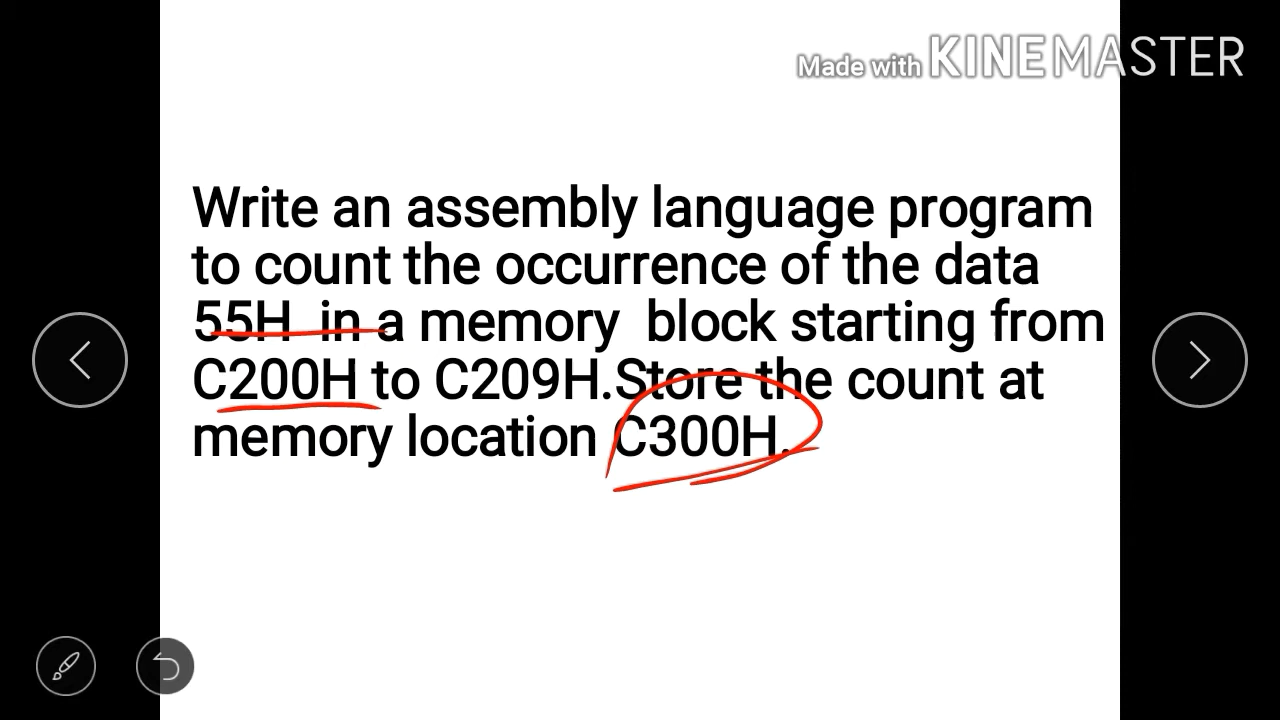 Made with KINEMASTER
Write an assembly language program
to count the occurrence of the data
55H in a memory block starting from
C200H to C209H.Store the count at
memory location C300H.